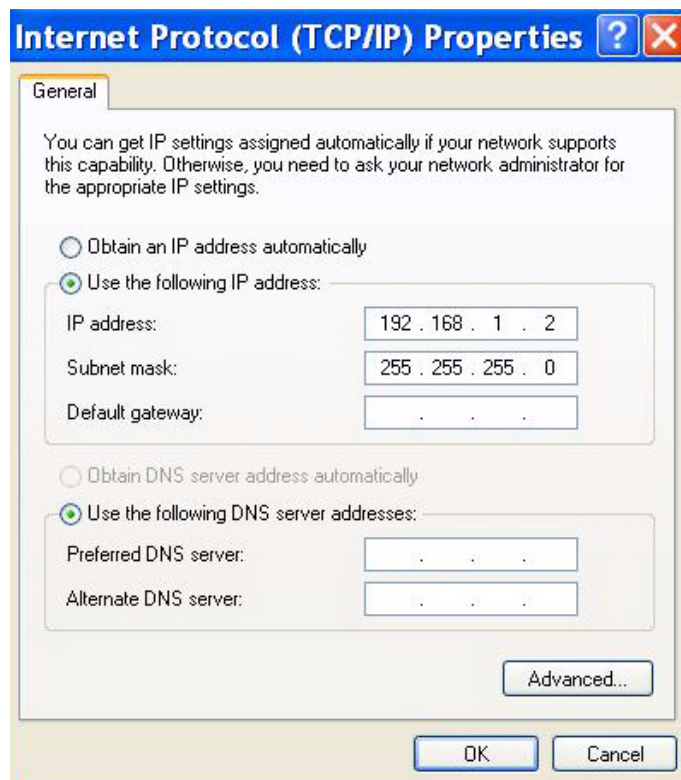 Internet Protocol (TCP/IP) Properties
General
You can get IP settings assigned automatically if your network supports
this capability. Otherwise, you need to ask your network administrator for
the appropriate IP settings.
Obtain an IP address automatically
Use the following IP address:
IP address: 192 . 168 . 1 . 2
Subnet mask: 255 . 255 . 255 . 0
Default gateway: . . .
Obtain DNS server address automatically
Use the following DNS server addresses:
Preferred DNS server: . . .
Alternate DNS server: . . .
Advanced...
OK Cancel